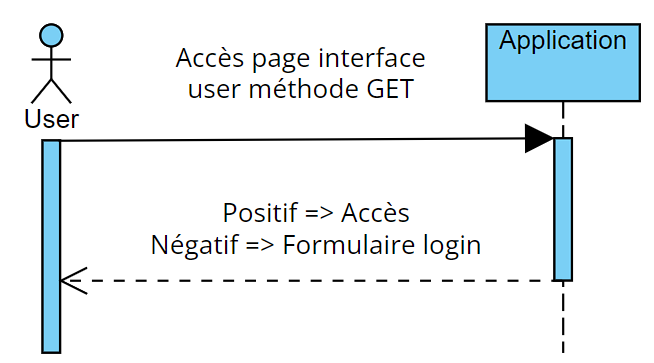 Application
Accès page interface
user méthode GET
User
Positif => Accès
Négatif => Formulaire login